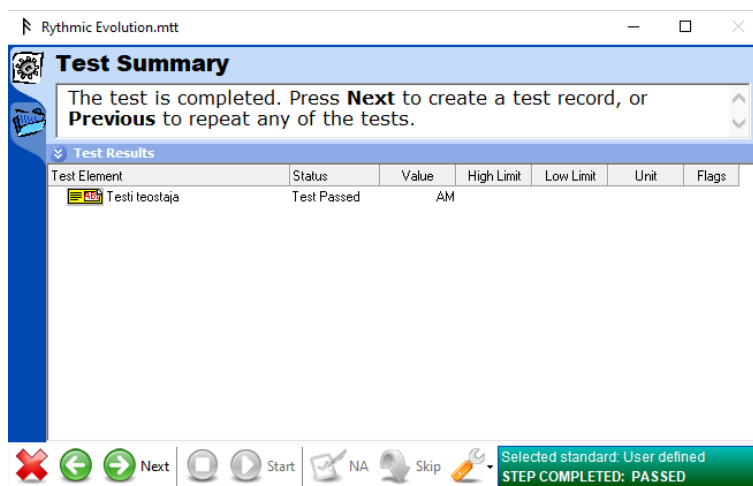 Rythmic Evolution.mtt
Test Summary
The test is completed. Press Next to create a test record, or
Previous to repeat any of the tests.
Test Results
Test Element Status Value High Limit Low Limit Unit Flags
Testi teostaja Test Passed AM
Next Start NA Skip
Selected standard: User defined
STEP COMPLETED: PASSED